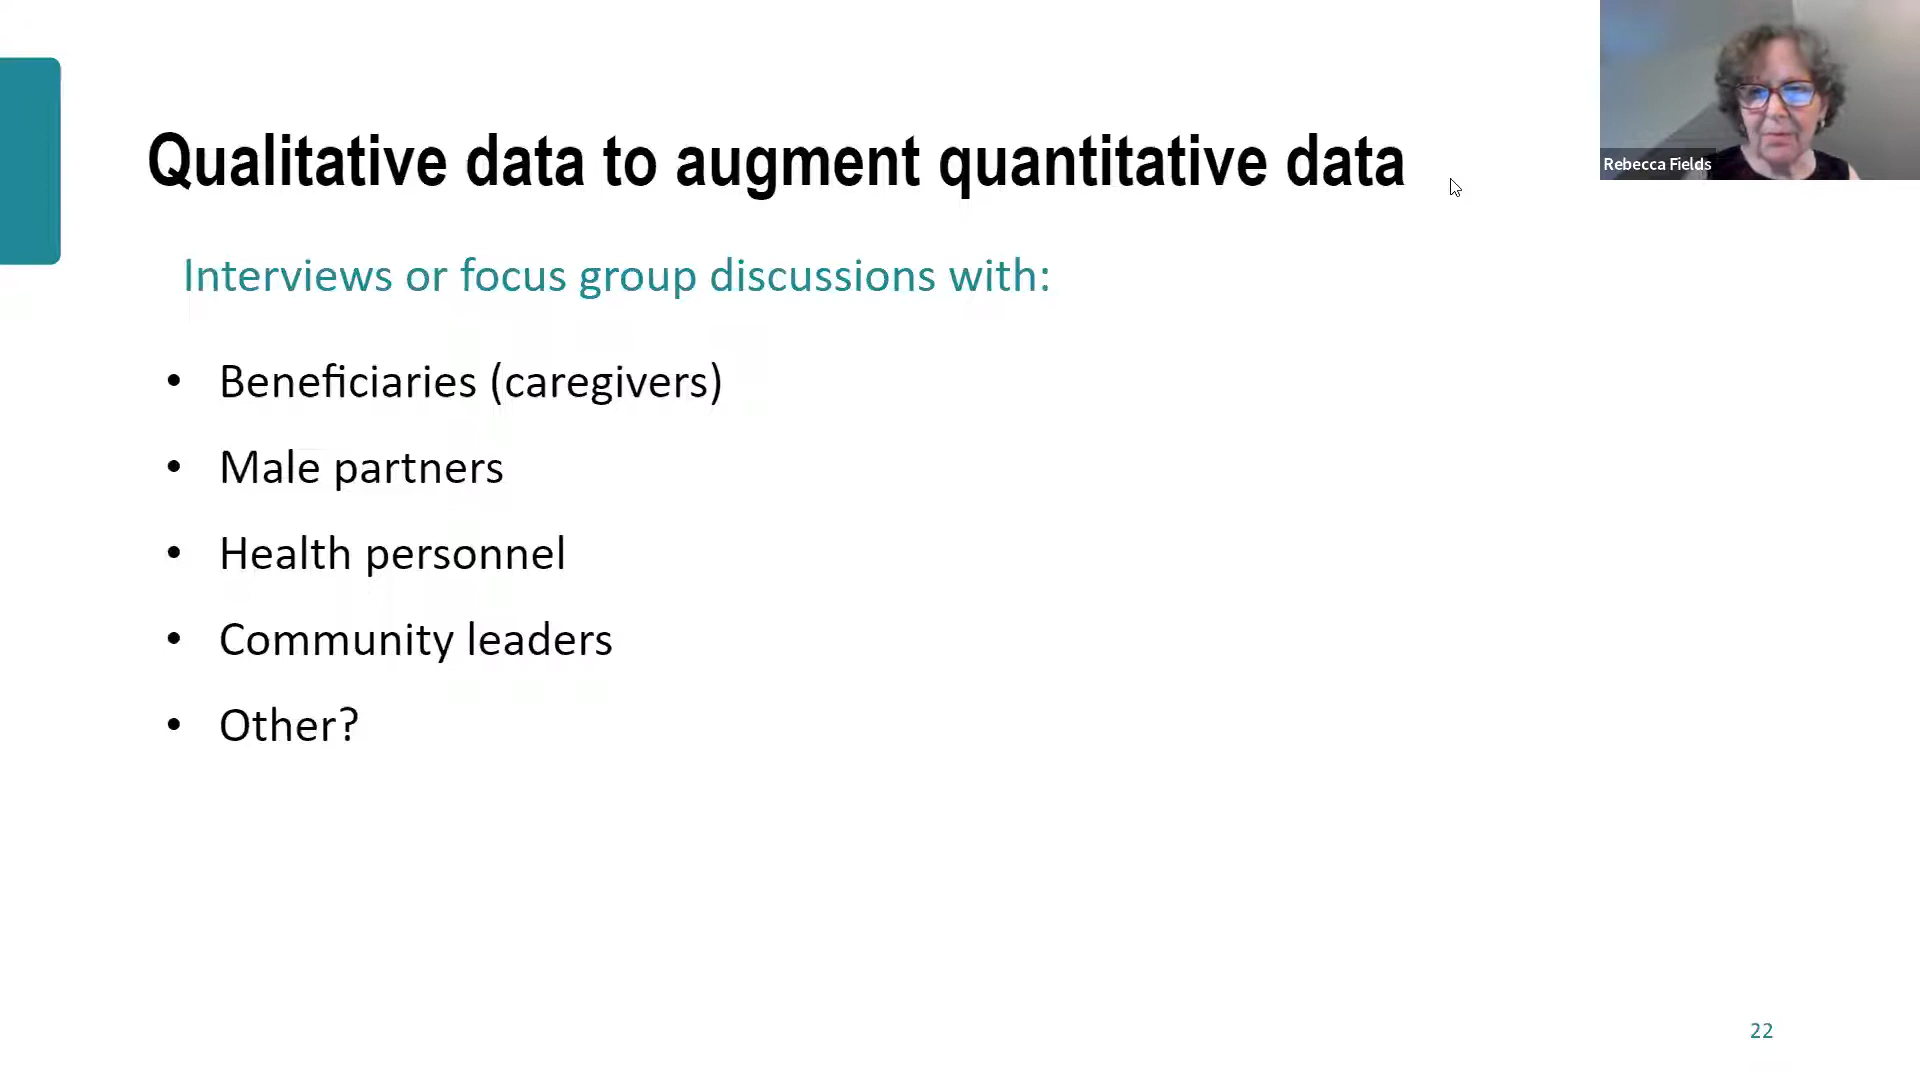 Qualitative data to augment quantitative data
Rebecca Fields
Interviews or focus group discussions with:
• Beneficiaries (caregivers)
• Male partners
• Health personnel
• Community leaders
• Other?
22